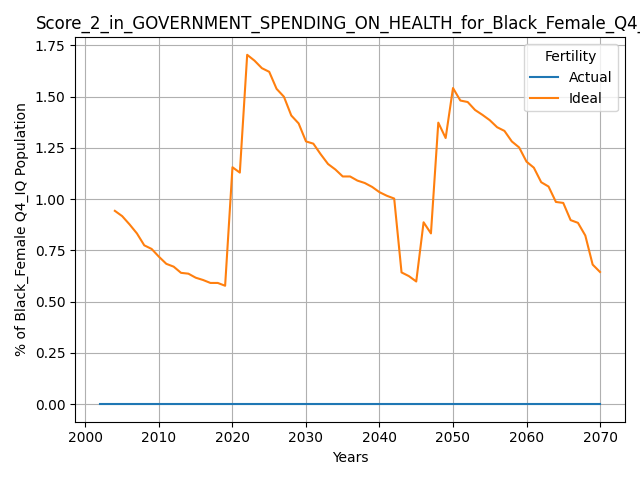 Score_2_in_GOVERNMENT_SPENDING_ON_HEALTH_for_Black_Female_Q4_
1.75
1.50
1.25
1.00
0.75
0.50
0.25
0.00
% of Black_Female Q4_IQ Population
Fertility
Actual
Ideal
2000 2010 2020 2030 2040 2050 2060 2070
Years